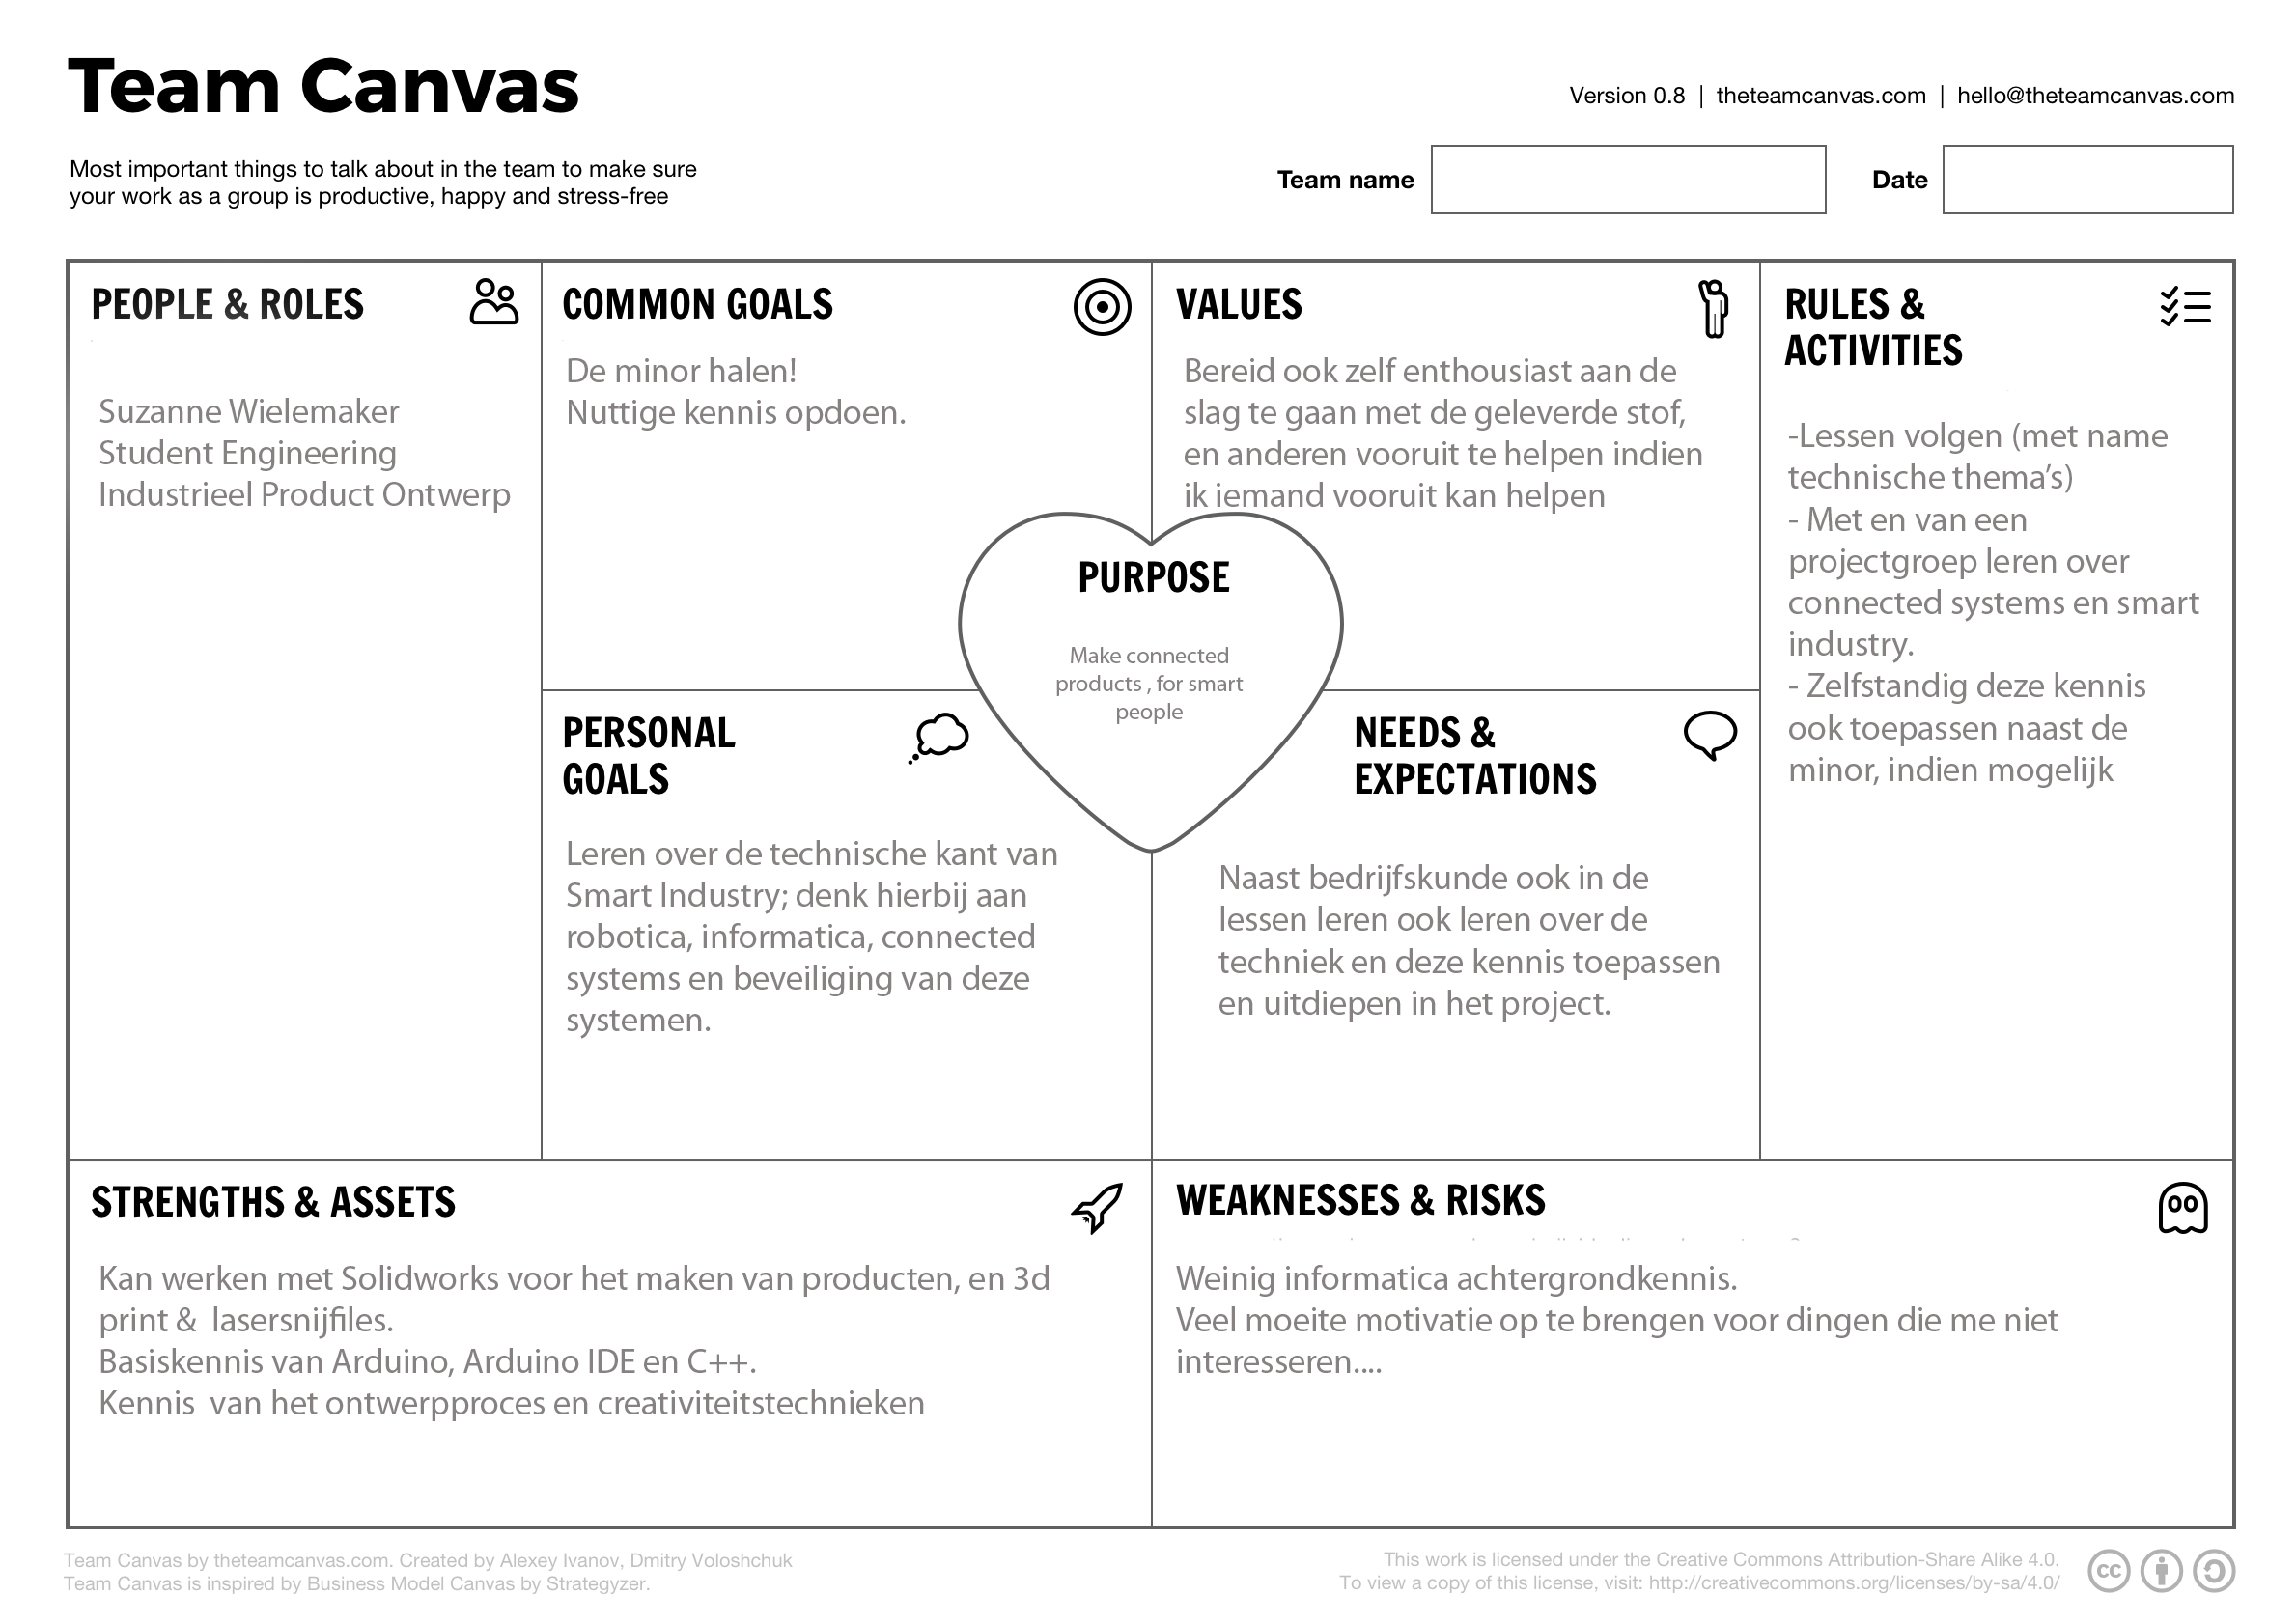 Team Canvas
Version 0.8 | theteamcanvas.com | hello@theteamcanvas.com
Most important things to talk about in the team to make sure
your work as a group is productive, happy and stress-free
Team name
Date
PEOPLE & ROLES
Suzanne Wielemaker
Student Engineering
Industrieel Product Ontwerp
COMMON GOALS
De minor halen!
Nuttige kennis opdoen.
VALUES
Bereid ook zelf enthousiast aan de
slag te gaan met de geleverde stof,
en anderen vooruit te helpen indien
ik iemand vooruit kan helpen
RULES &
ACTIVITIES
-Lessen volgen (met name
technische thema's)
- Met en van een
projectgroep leren over
connected systems en smart
industry.
- Zelfstandig deze kennis
ook toepassen naast de
minor, indien mogelijk
PURPOSE
Make connected
products , for smart
people
PERSONAL
GOALS
Leren over de technische kant van
Smart Industry; denk hierbij aan
robotica, informatica, connected
systems en beveiliging van deze
systemen.
NEEDS &
EXPECTATIONS
Naast bedrijfskunde ook in de
lessen leren ook leren over de
techniek en deze kennis toepassen
en uitdiepen in het project.
STRENGTHS & ASSETS
Kan werken met Solidworks voor het maken van producten, en 3d
print & lasersnijfiles.
Basiskennis van Arduino, Arduino IDE en C++.
Kennis van het ontwerpproces en creativiteitstechnieken
WEAKNESSES & RISKS
Weinig informatica achtergrondkennis.
Veel moeite motivatie op te brengen voor dingen die me niet
interesseren....
Team Canvas by theteamcanvas.com. Created by Alexey Ivanov, Dmitry Voloshchuk
Team Canvas is inspired by Business Model Canvas by Strategyzer.
This work is licensed under the Creative Commons Attribution-Share Alike 4.0.
To view a copy of this license, visit: http://creativecommons.org/licenses/by-sa/4.0/
cc